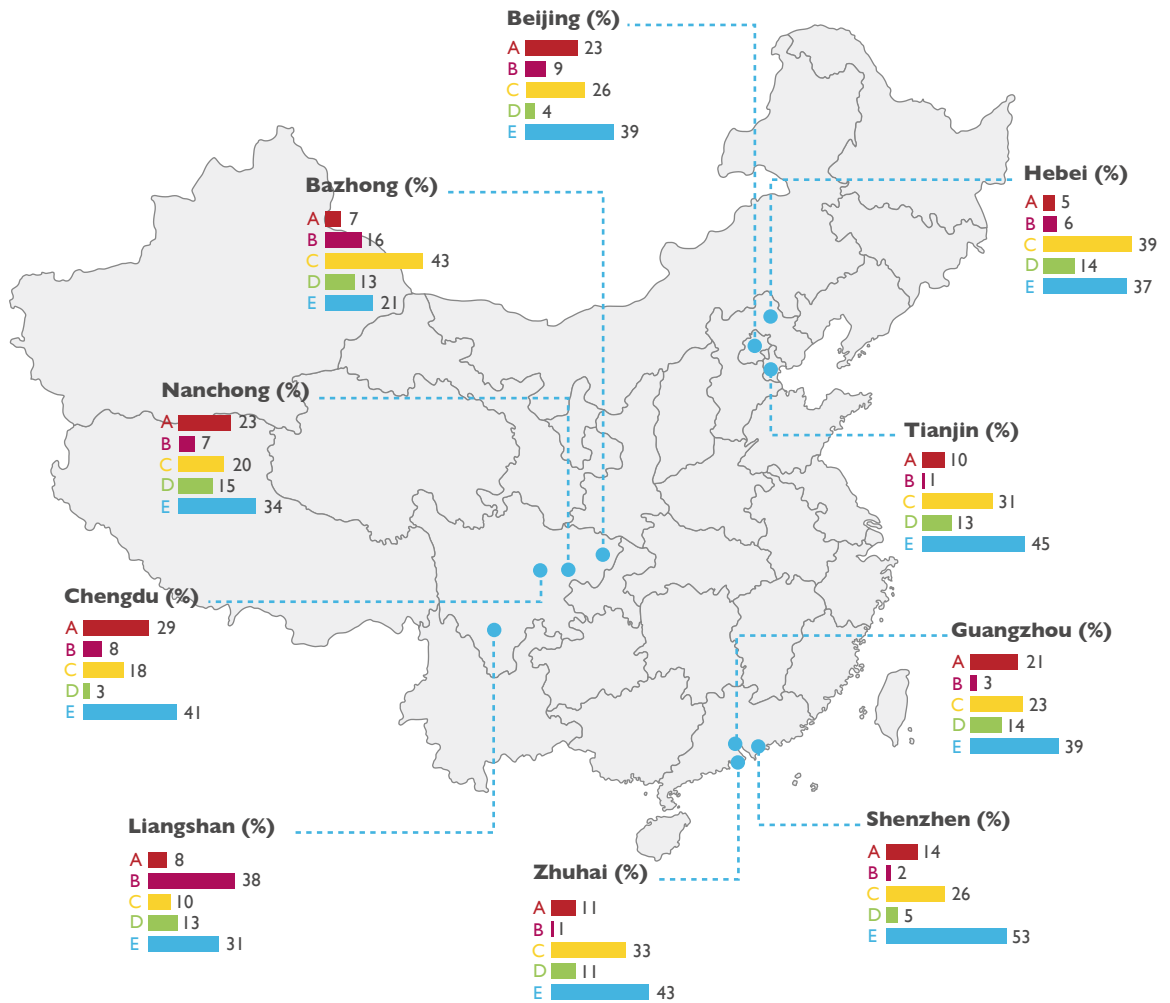 Beijing (%)
A 23
B 9
C 26
D 4
E 39
Hebei (%)
A 5
B 6
C 39
D 14
E 37
Bazhong (%)
A 7
B 16
C 43
D 13
E 21
Nanchong (%)
A 23
B 7
C 20
D 15
E 34
Tianjin (%)
A 10
B 1
C 31
D 13
E 45
Chengdu (%)
A 29
B 8
C 18
D 3
E 41
Guangzhou (%)
A 21
B 3
C 23
D 14
E 39
Liangshan (%)
A 8
B 38
C 10
D 13
E 31
Shenzhen (%)
A 14
B 2
C 26
D 5
E 53
Zhuhai (%)
A 11
B 1
C 33
D 11
E 43